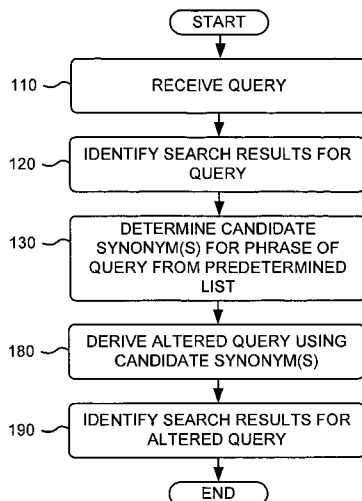 START
110
RECEIVE QUERY
120
IDENTIFY SEARCH RESULTS FOR
QUERY
130
DETERMINE CANDIDATE
SYNONYM(S) FOR PHRASE OF
QUERY FROM PREDETERMINED
LIST
180
DERIVE ALTERED QUERY USING
CANDIDATE SYNONYM(S)
190
IDENTIFY SEARCH RESULTS FOR
ALTERED QUERY
END